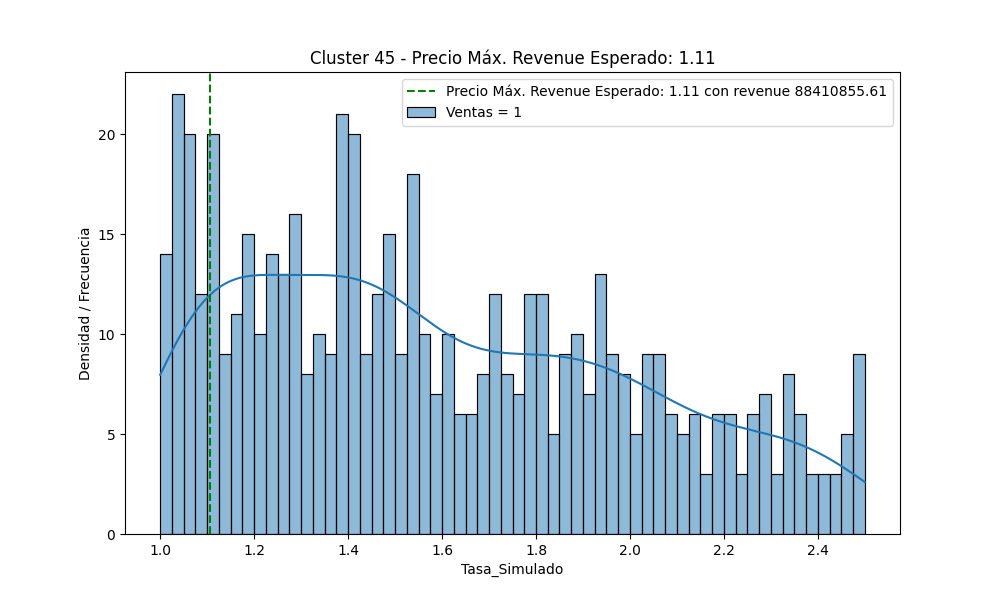 Cluster 45 - Precio Máx. Revenue Esperado: 1.11
Precio Máx. Revenue Esperado: 1.11 con revenue 88410855.61
Ventas = 1
Densidad / Frecuencia
20
15
10
5
0
1.0 1.2 1.4 1.6 1.8 2.0 2.2 2.4
Tasa_Simulado